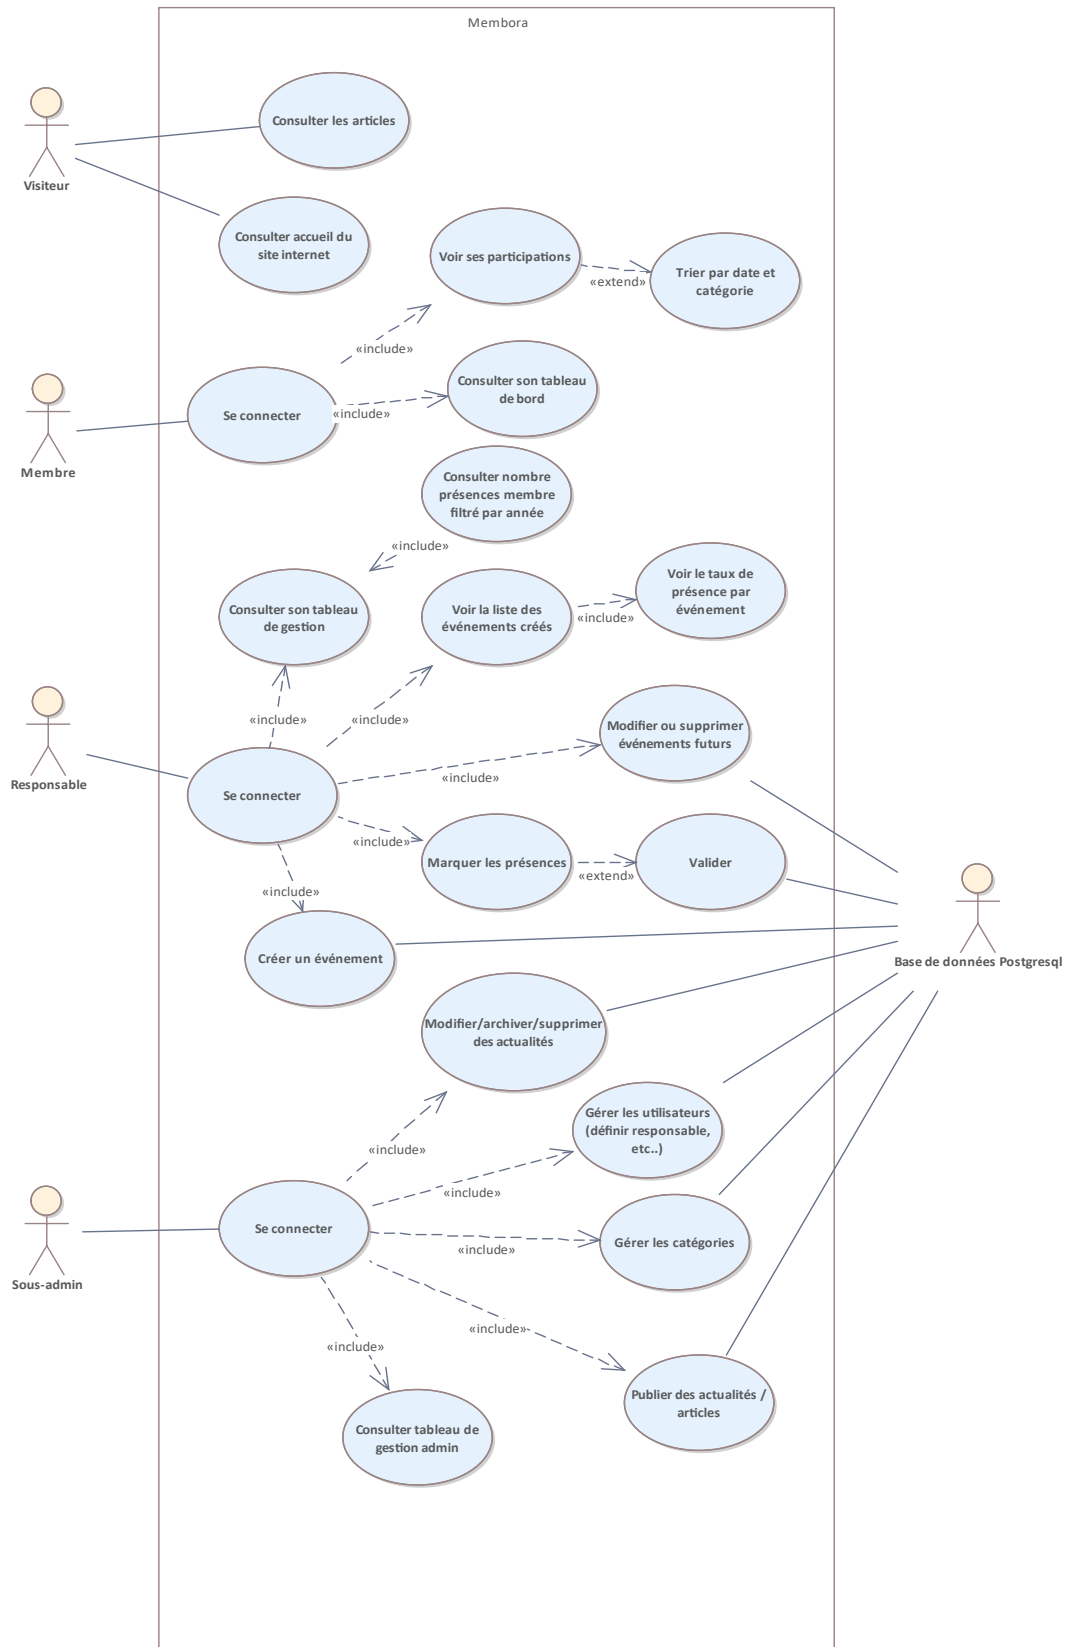 Membora
Consulter les articles
Visiteur
Consulter accueil du
site internet
Voir ses participations
«extend»
Trier par date et
catégorie
«include»
Consulter son tableau
de bord
Se connecter
«include»
Membre
Consulter nombre
présences membre
filtré par année
«include»
Consulter son tableau
de gestion
Voir la liste des
événements créés
«include»
Voir le taux de
présence par
événement
«include»
«include»
Modifier ou supprimer
événements futurs
Responsable
Se connecter
«include»
«include»
Marquer les présences
«extend»
Valider
«include»
Créer un événement
Base de données Postgresql
Modifier/archiver/supprimer
des actualités
Gérer les utilisateurs
(définir responsable,
etc..)
«include»
«include»
Se connecter
«include»
Gérer les catégories
Sous-admin
«include»
«include»
Publier des actualités /
articles
Consulter tableau de
gestion admin